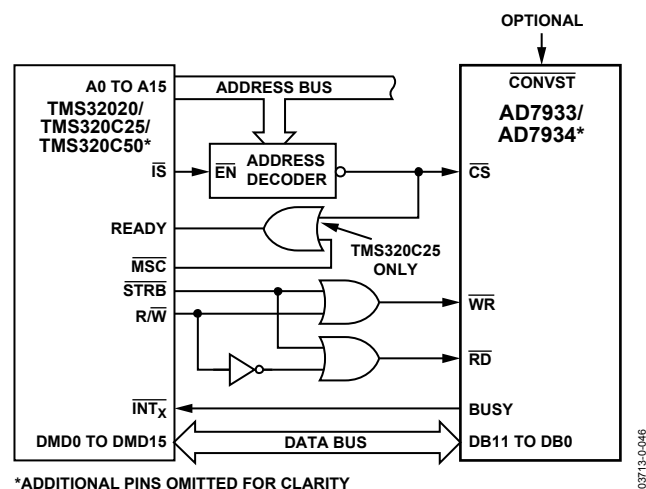 OPTIONAL
A0 TO A15
ADDRESS BUS
CONVST
TMS32020/
TMS320C25/
TMS320C50*
AD7933/
AD7934*
IS
EN
ADDRESS
DECODER
CS
READY
TMS320C25
ONLY
MSC
STRB
R/W
WR
RD
INTX
BUSY
DMD0 TO DMD15
DATA BUS
DB11 TO DB0
*ADDITIONAL PINS OMITTED FOR CLARITY
03713-0-046